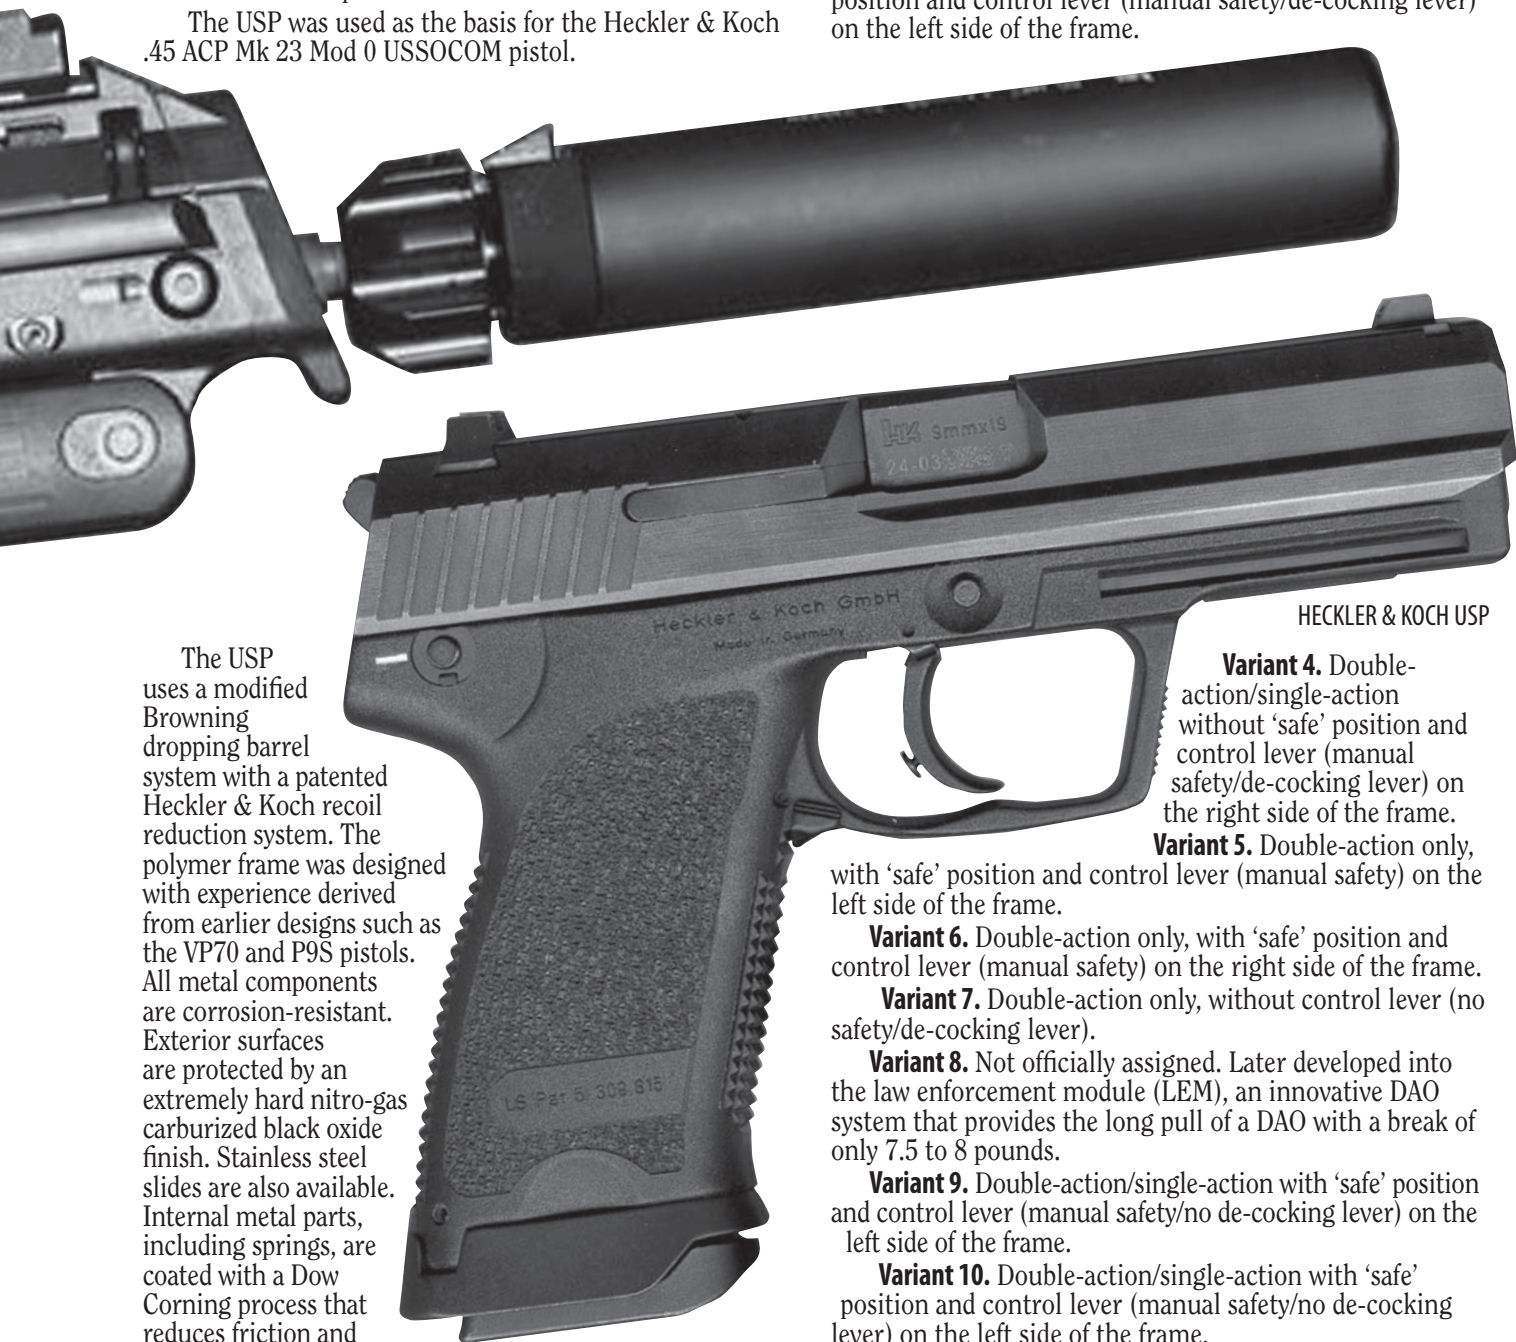 The USP was used as the basis for the Heckler & Koch
.45 ACP Mk 23 Mod 0 USSOCOM pistol.
position and control lever (manual safety/de-cocking lever)
on the left side of the frame.
HK 9mmx19
24-03
Heckler & Koch GmbH
Made in Germany
HECKLER & KOCH USP
The USP
uses a modified
Browning
dropping barrel
system with a patented
Heckler & Koch recoil
reduction system. The
polymer frame was designed
with experience derived
from earlier designs such as
the VP70 and P9S pistols.
All metal components
are corrosion-resistant.
Exterior surfaces
are protected by an
extremely hard nitro-gas
carburized black oxide
finish. Stainless steel
slides are also available.
Internal metal parts,
including springs, are
coated with a Dow
Corning process that
reduces friction and
Variant 4. Double-
action/single-action
without ‘safe’ position and
control lever (manual
safety/de-cocking lever) on
the right side of the frame.
Variant 5. Double-action only,
with ‘safe’ position and control lever (manual safety) on the
left side of the frame.
Variant 6. Double-action only, with ‘safe’ position and
control lever (manual safety) on the right side of the frame.
Variant 7. Double-action only, without control lever (no
safety/de-cocking lever).
Variant 8. Not officially assigned. Later developed into
the law enforcement module (LEM), an innovative DAO
system that provides the long pull of a DAO with a break of
only 7.5 to 8 pounds.
Variant 9. Double-action/single-action with ‘safe’ position
and control lever (manual safety/no de-cocking lever) on the
left side of the frame.
Variant 10. Double-action/single-action with ‘safe’
position and control lever (manual safety/no de-cocking
lever) on the left side of the frame.